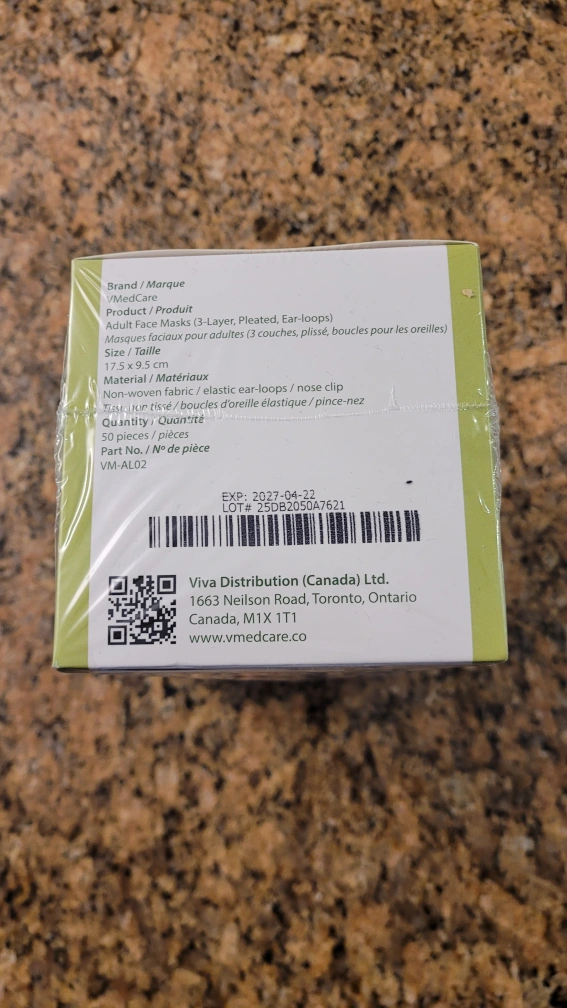 Brand / Marque
VMedCare
Product / Produit
Adult Face Masks (3-Layer, Pleated, Ear-loops)
Masques faciaux pour adultes (3 couches, plissé, boucles pour les oreilles)
Size / Taille
17.5 x 9.5 cm
Material / Matériaux
Non-woven fabric / elastic ear-loops / nose clip
Tissu non tissé / boucles d'oreille élastique / pince-nez
Quantity / Quantité
50 pieces / pièces
Part No. / Nº de pièce
VM-AL02
EXP: 2027-04-22
LOT# 25DB2050A7621
Viva Distribution (Canada) Ltd.
1663 Neilson Road, Toronto, Ontario
Canada, M1X 1T1
www.vmedcare.co